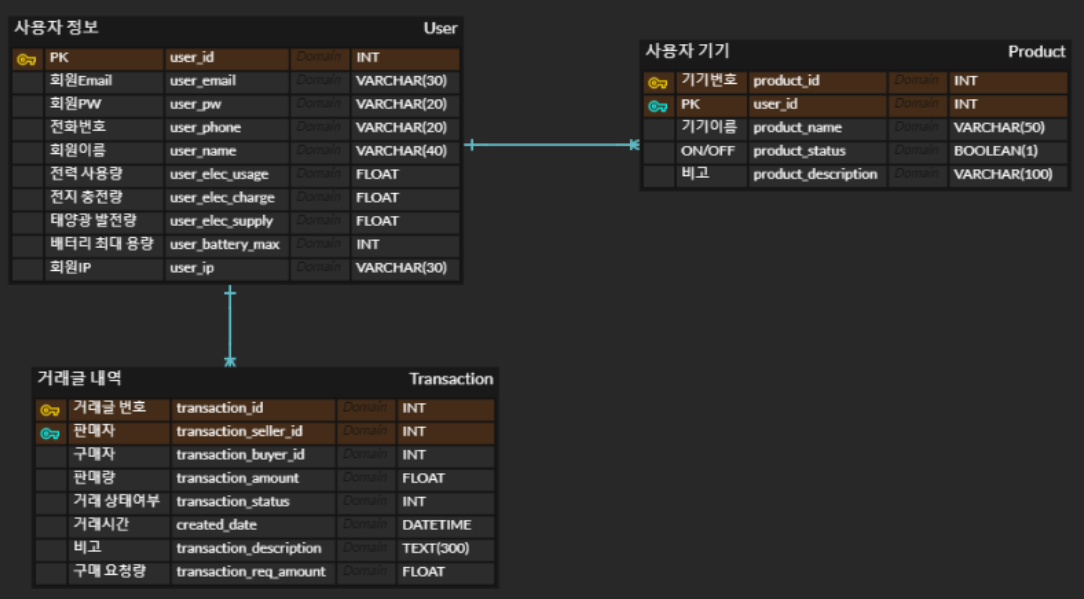 사용자 정보 User
PK user_id Domain INT
회원Email user_email Domain VARCHAR(30)
회원PW user_pw Domain VARCHAR(20)
전화번호 user_phone Domain VARCHAR(20)
회원이름 user_name Domain VARCHAR(40)
전력 사용량 user_elec_usage Domain FLOAT
전지 충전량 user_elec_charge Domain FLOAT
태양광 발전량 user_elec_supply Domain FLOAT
배터리 최대 용량 user_battery_max Domain INT
회원IP user_ip Domain VARCHAR(30)
사용자 기기 Product
기기번호 product_id Domain INT
PK user_id Domain INT
기기이름 product_name Domain VARCHAR(50)
ON/OFF product_status Domain BOOLEAN(1)
비고 product_description Domain VARCHAR(100)
거래글 내역 Transaction
거래글 번호 transaction_id Domain INT
판매자 transaction_seller_id Domain INT
구매자 transaction_buyer_id Domain INT
판매량 transaction_amount Domain FLOAT
거래 상태여부 transaction_status Domain INT
거래시간 created_date Domain DATETIME
비고 transaction_description Domain TEXT(300)
구매 요청량 transaction_req_amount Domain FLOAT